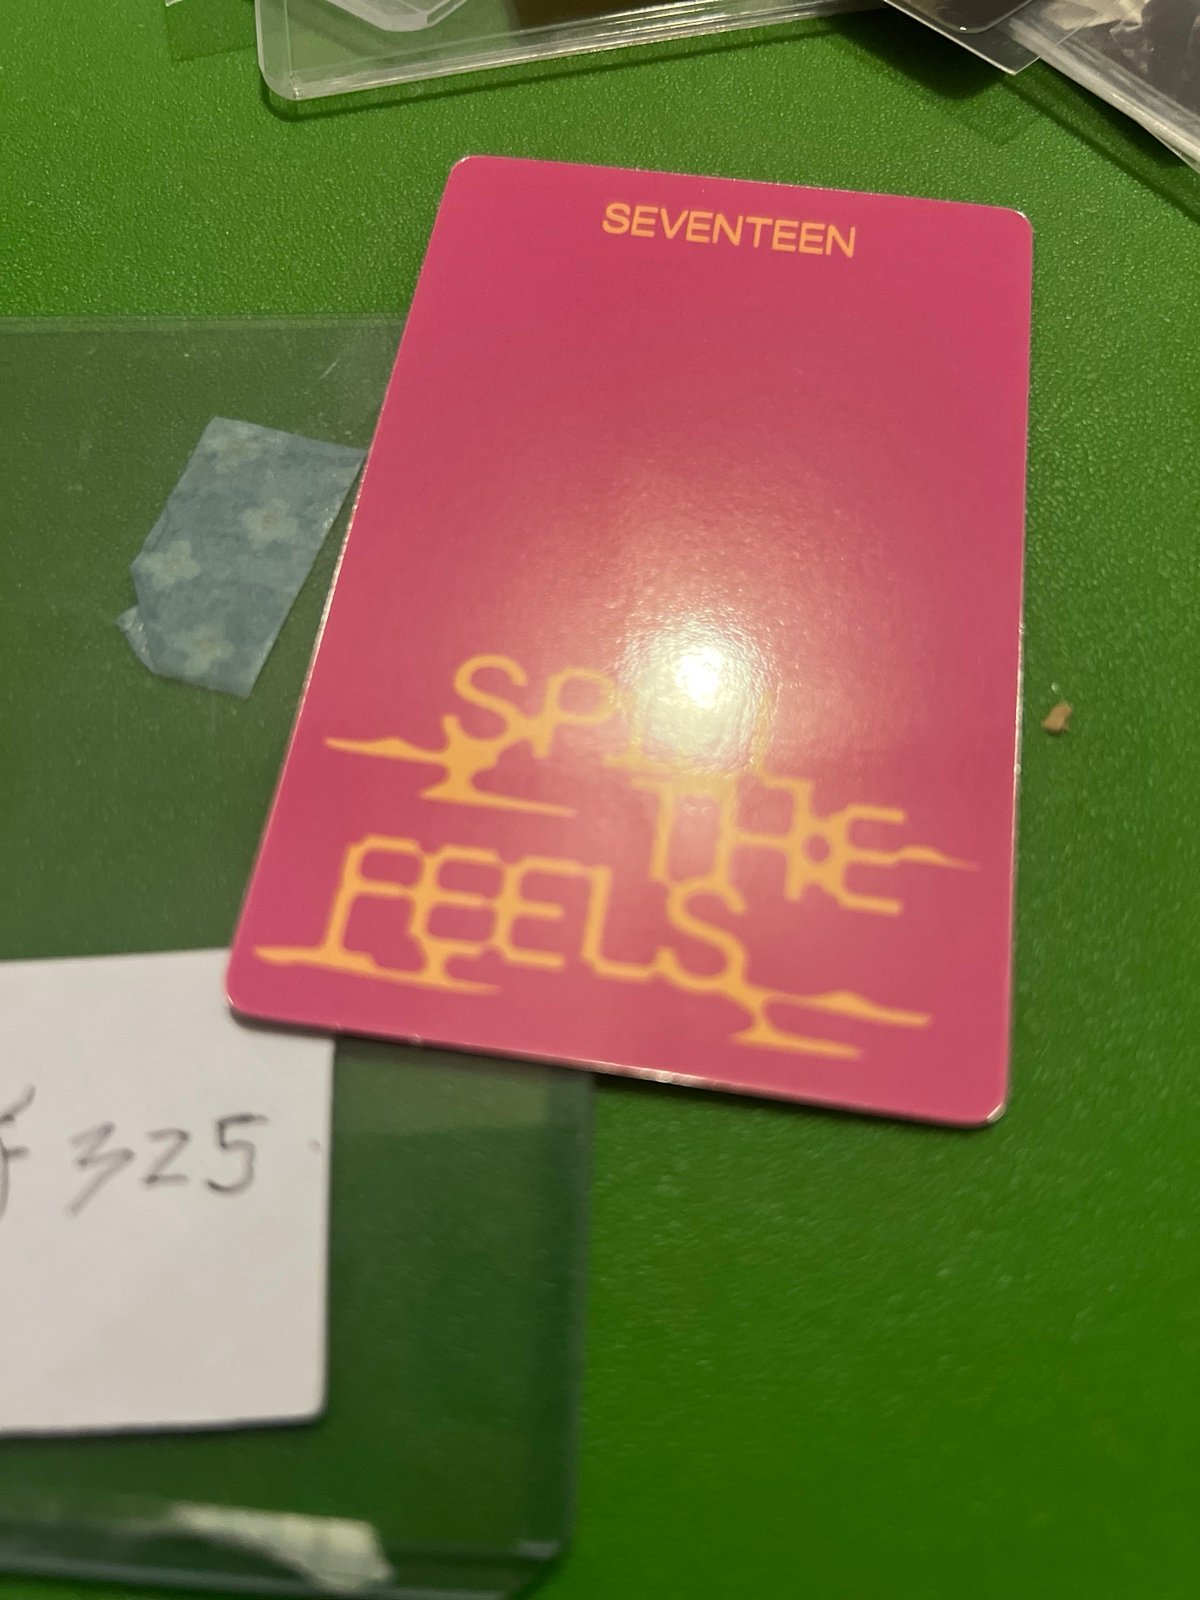 SEVENTEEN
SPILL
THE
FEELS
325